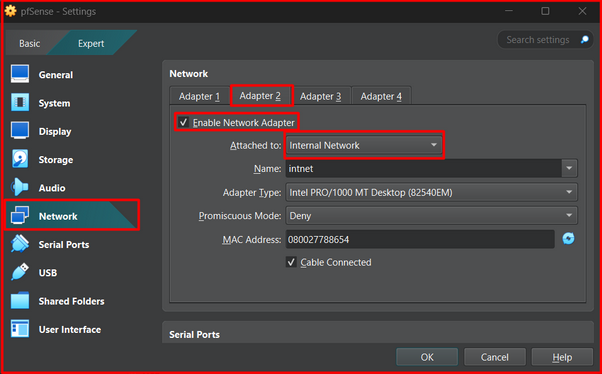 pfSense - Settings
Basic Expert Search settings
General
System
Display
Storage
Audio
Network
Serial Ports
USB
Shared Folders
User Interface
Network
Adapter 1 Adapter 2 Adapter 3 Adapter 4
Enable Network Adapter
Attached to: Internal Network
Name: intnet
Adapter Type: Intel PRO/1000 MT Desktop (82540EM)
Promiscuous Mode: Deny
MAC Address: 080027788654
Cable Connected
Serial Ports
OK Cancel Help